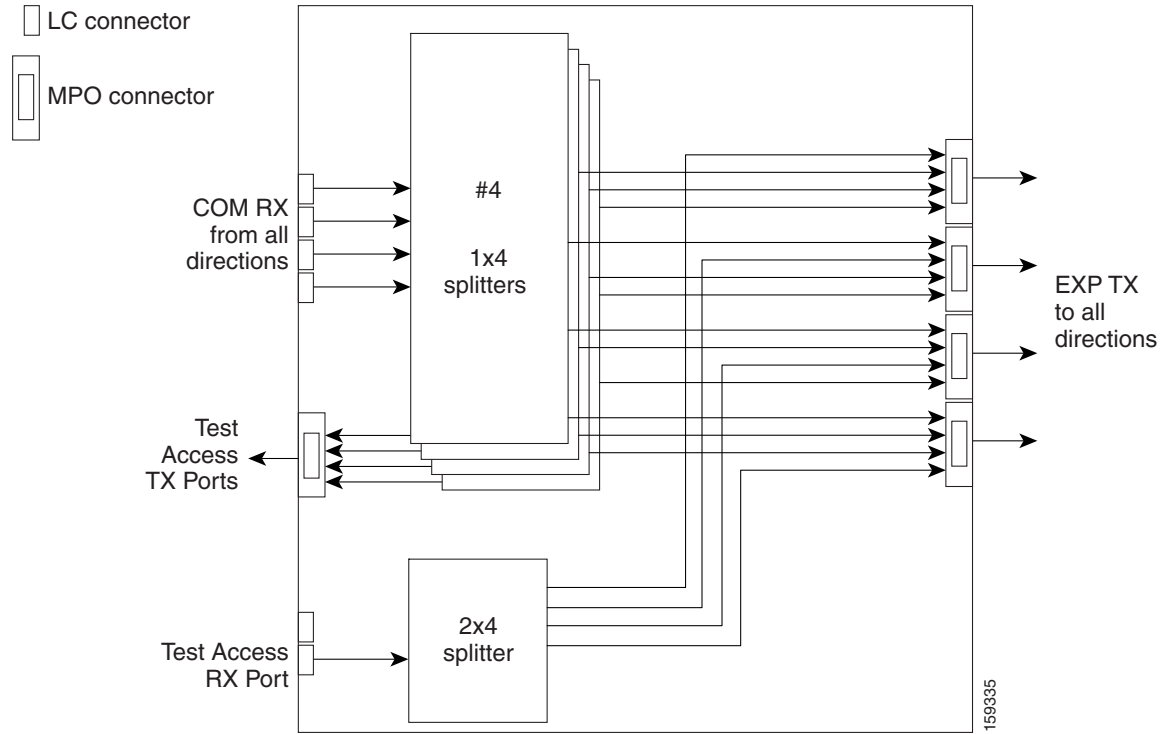 LC connector
MPO connector
COM RX
from all
directions
#4
1x4
splitters
EXP TX
to all
directions
Test
Access
TX Ports
2x4
splitter
Test Access
RX Port
159335